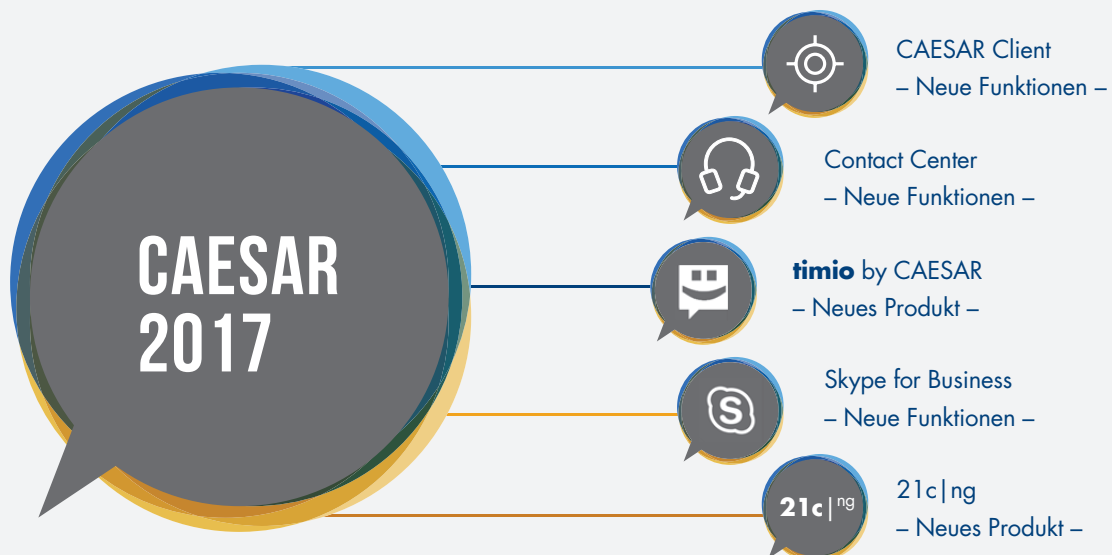 CAESAR
2017
CAESAR Client
– Neue Funktionen –
Contact Center
– Neue Funktionen –
timio by CAESAR
– Neues Produkt –
Skype for Business
– Neue Funktionen –
21c|ng
21c|ng
– Neues Produkt –